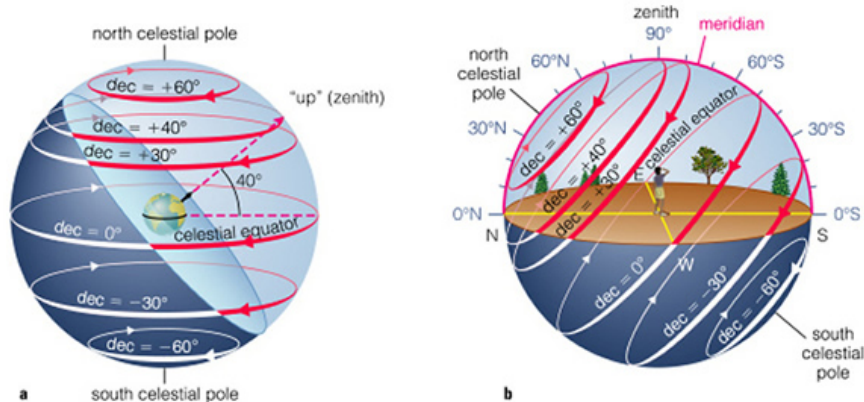 north celestial pole
dec = +60°
"up" (zenith)
dec = +40°
dec = +30°
40°
celestial equator
dec = 0°
dec = −30°
dec = −60°
a
south celestial pole
zenith
90°
meridian
north
celestial
pole
60°N
60°S
30°N
30°S
dec = +60°
dec = +40°
dec = +30°
celestial equator
E
0°N
0°S
N
S
W
dec = 0°
dec = −30°
dec = −60°
south
celestial
pole
b